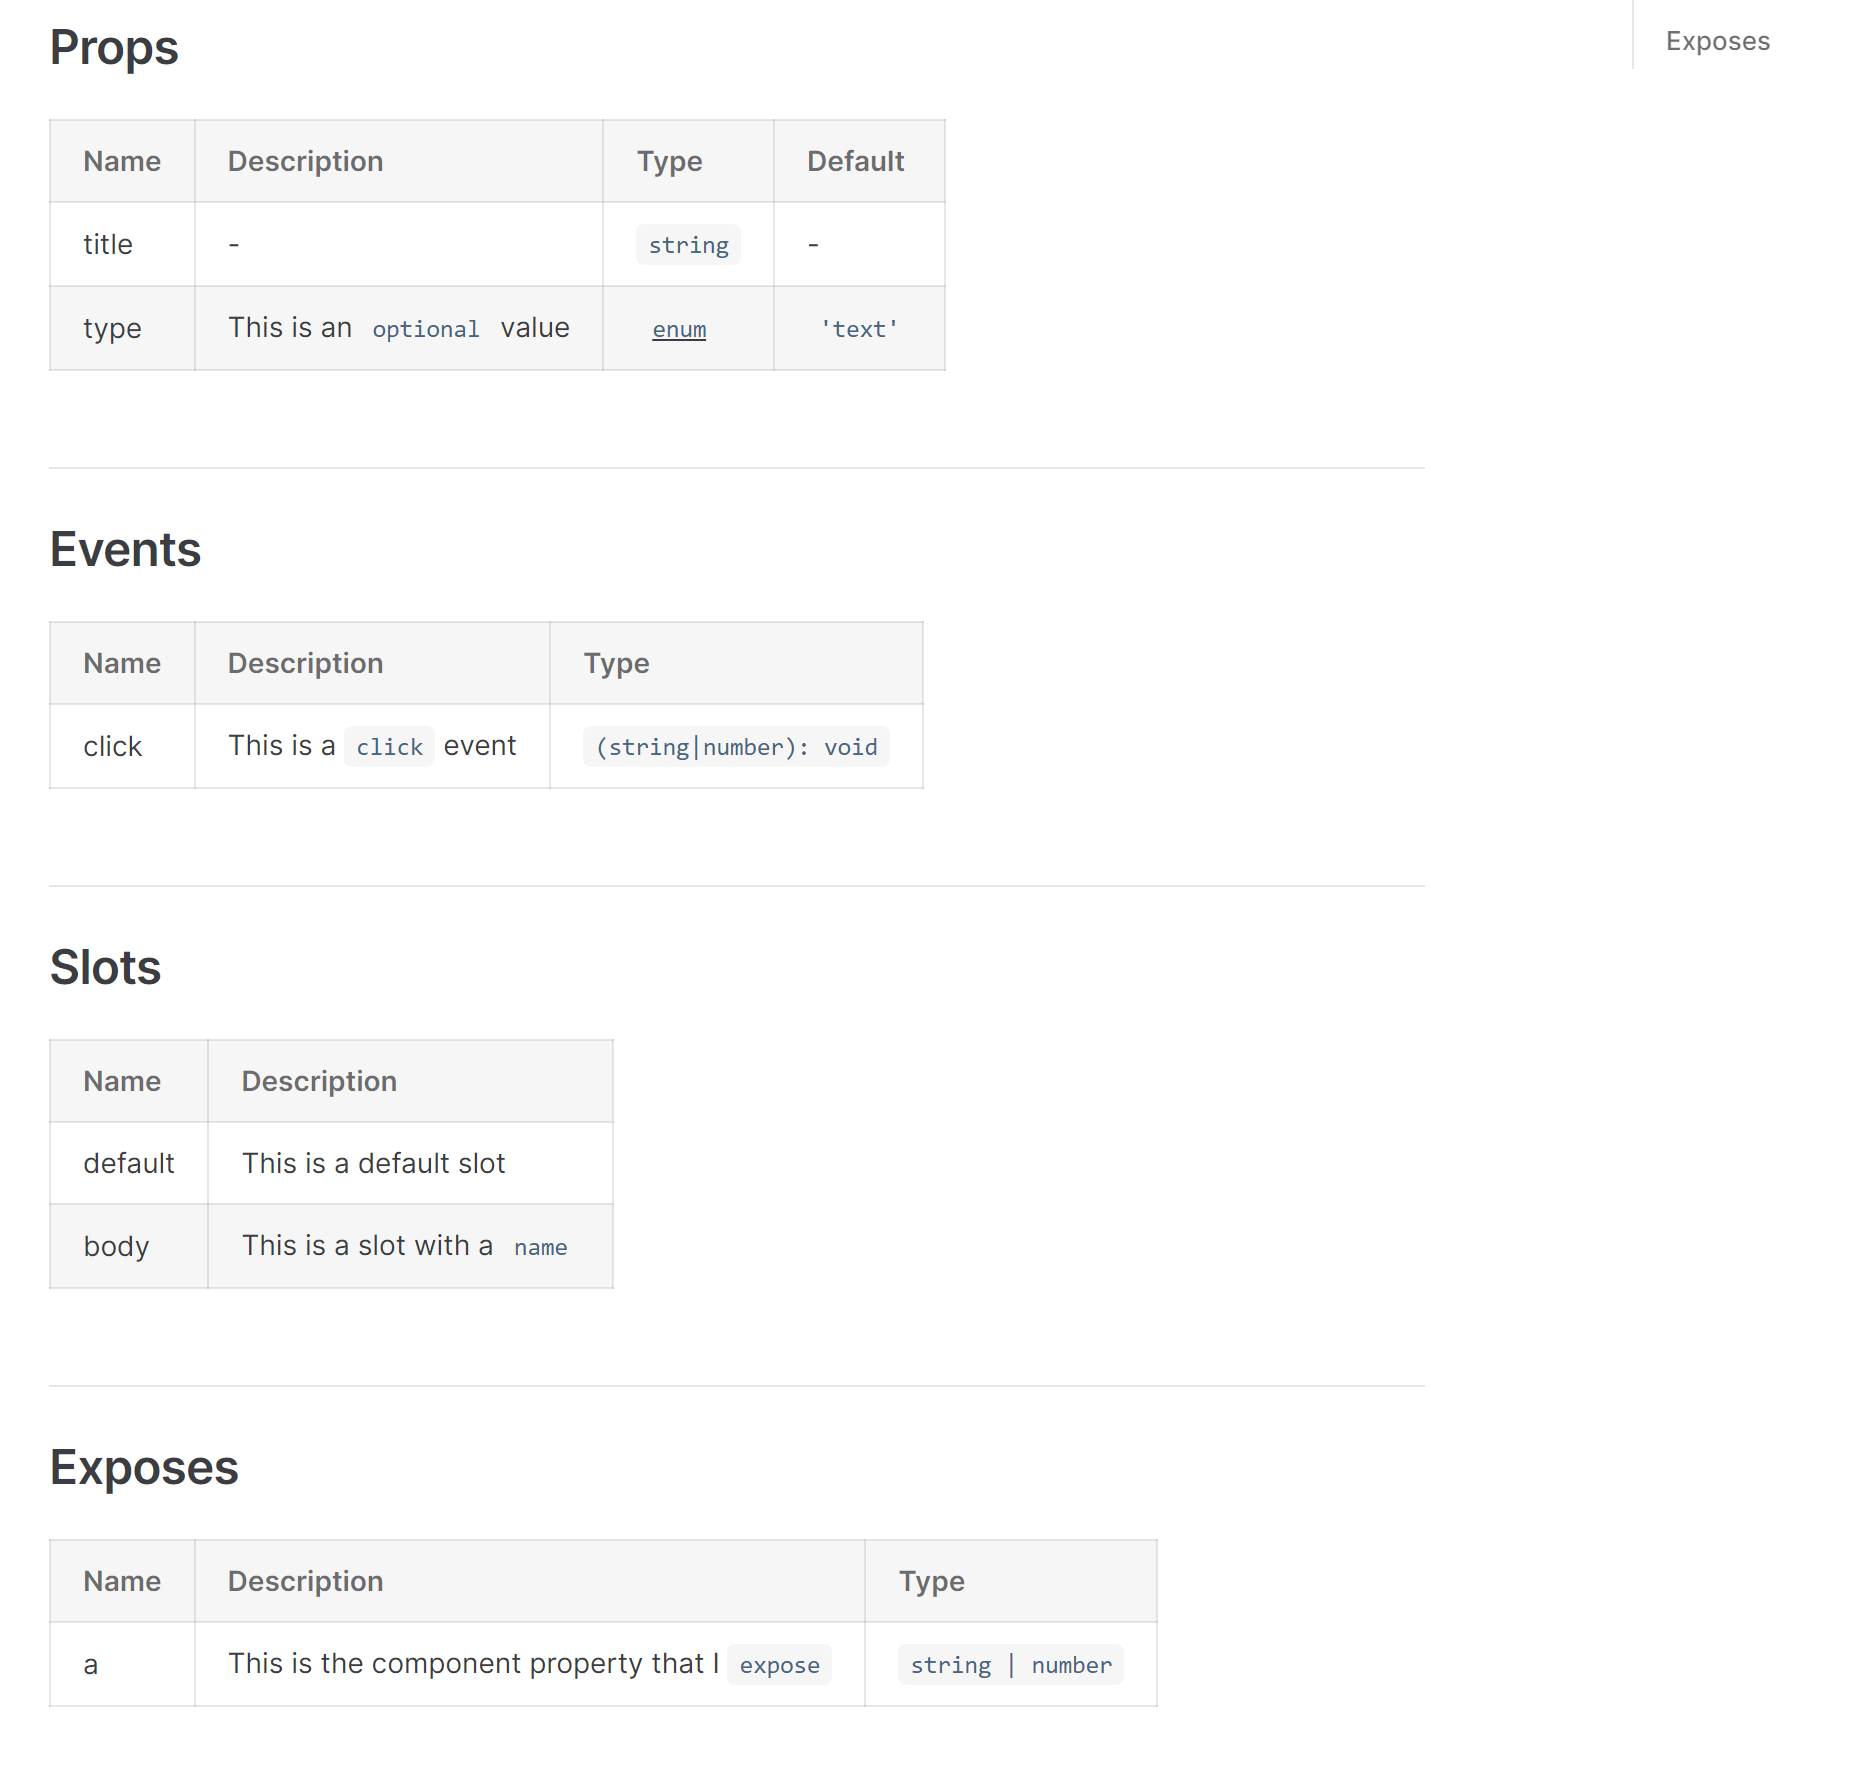 Props
Exposes
Name Description Type Default
title - string -
type This is an optional value enum 'text'
Events
Name Description Type
click This is a click event (string|number): void
Slots
Name Description
default This is a default slot
body This is a slot with a name
Exposes
Name Description Type
a This is the component property that I expose string | number